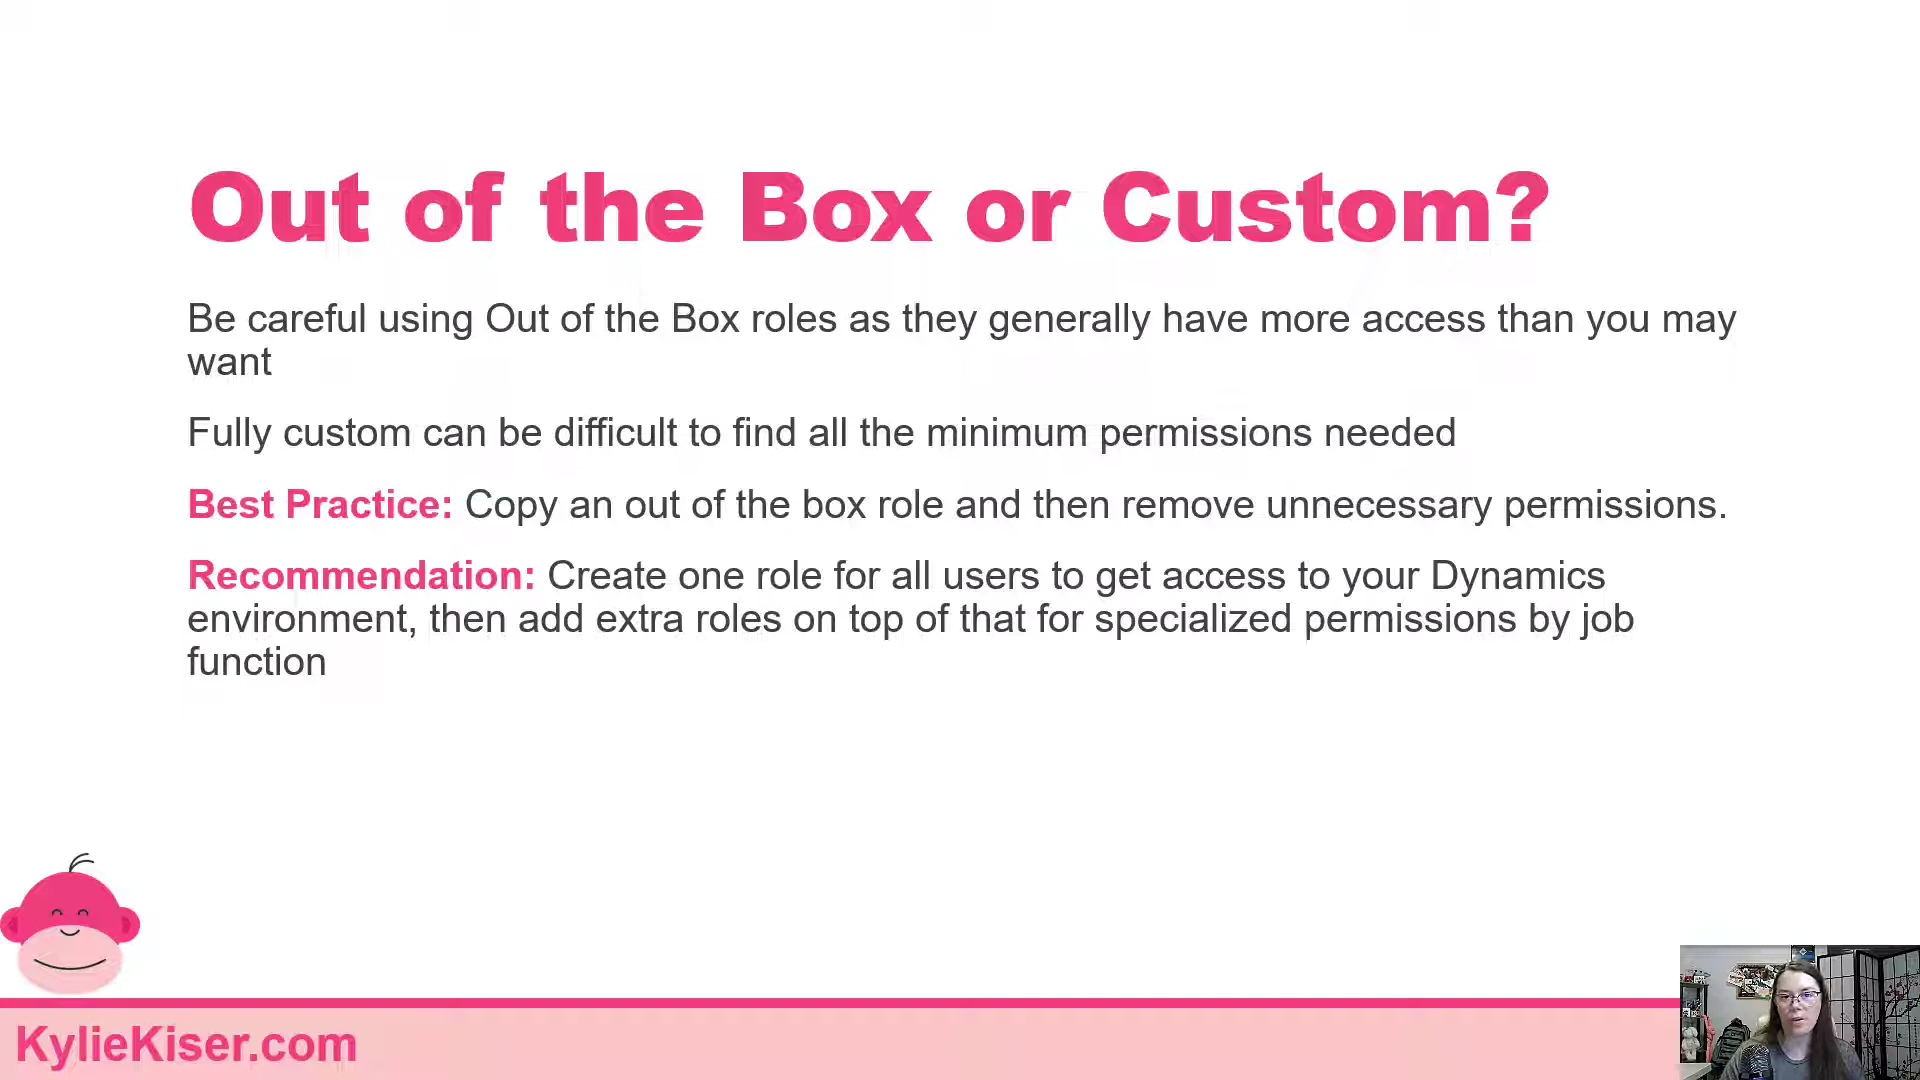 Out of the Box or Custom?
Be careful using Out of the Box roles as they generally have more access than you may
want
Fully custom can be difficult to find all the minimum permissions needed
Best Practice: Copy an out of the box role and then remove unnecessary permissions.
Recommendation: Create one role for all users to get access to your Dynamics
environment, then add extra roles on top of that for specialized permissions by job
function
KylieKiser.com